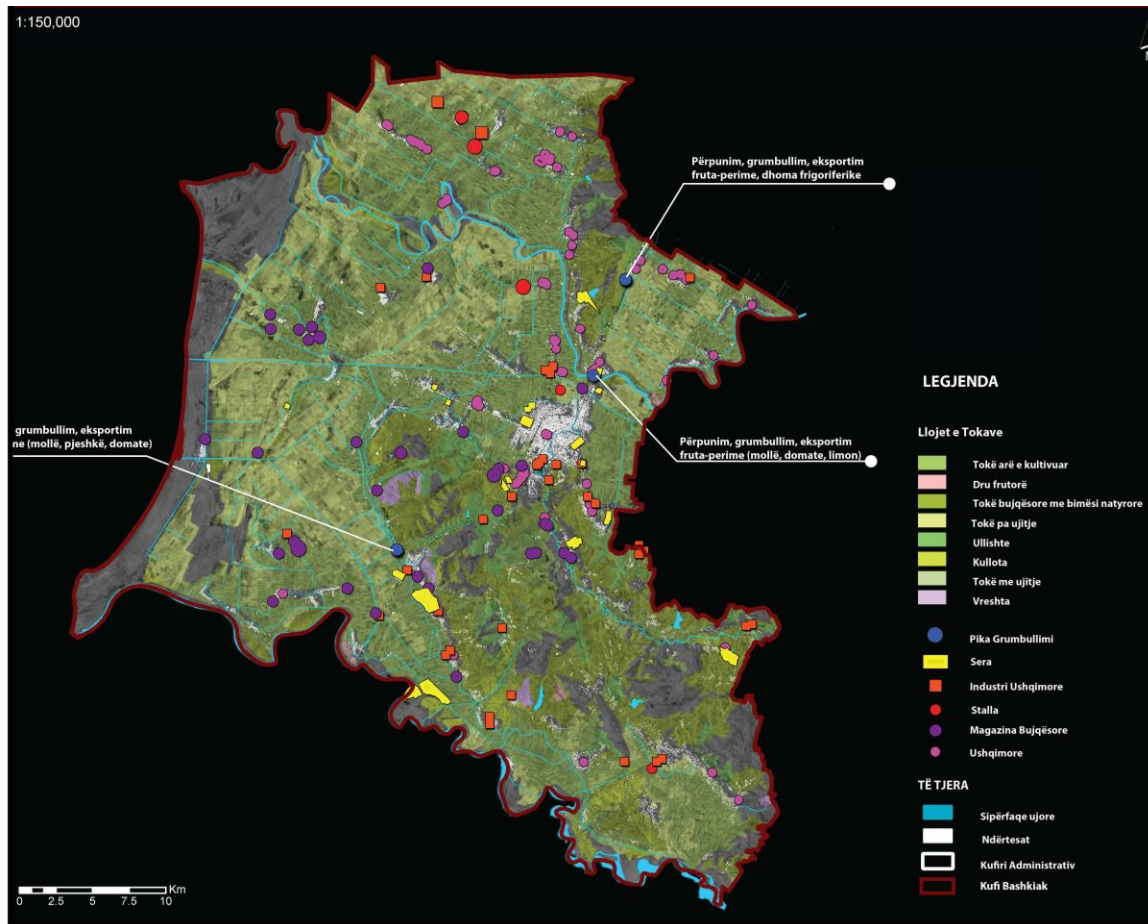 1:150,000
Përpunim, grumbullim, eksportim
fruta-perime, dhoma frigoriferike
grumbullim, eksportim
ne (mollë, pjeshkë, domate)
Përpunim, grumbullim, eksportim
fruta-perime (mollë, domate, limon)
LEGJENDA
Llojet e Tokave
Tokë arë e kultivuar
Dru frutorë
Tokë bujqësore me bimësi natyrore
Tokë pa ujitje
Ullishte
Kullota
Tokë me ujitje
Vreshta
Pika Grumbullimi
Sera
Industri Ushqimore
Stalla
Magazina Bujqësore
Ushqimore
TË TJERA
Sipërfaqe ujore
Ndërtesat
Kufiri Administrativ
Kufi Bashkiak
Km
0 2.5 5 7.5 10